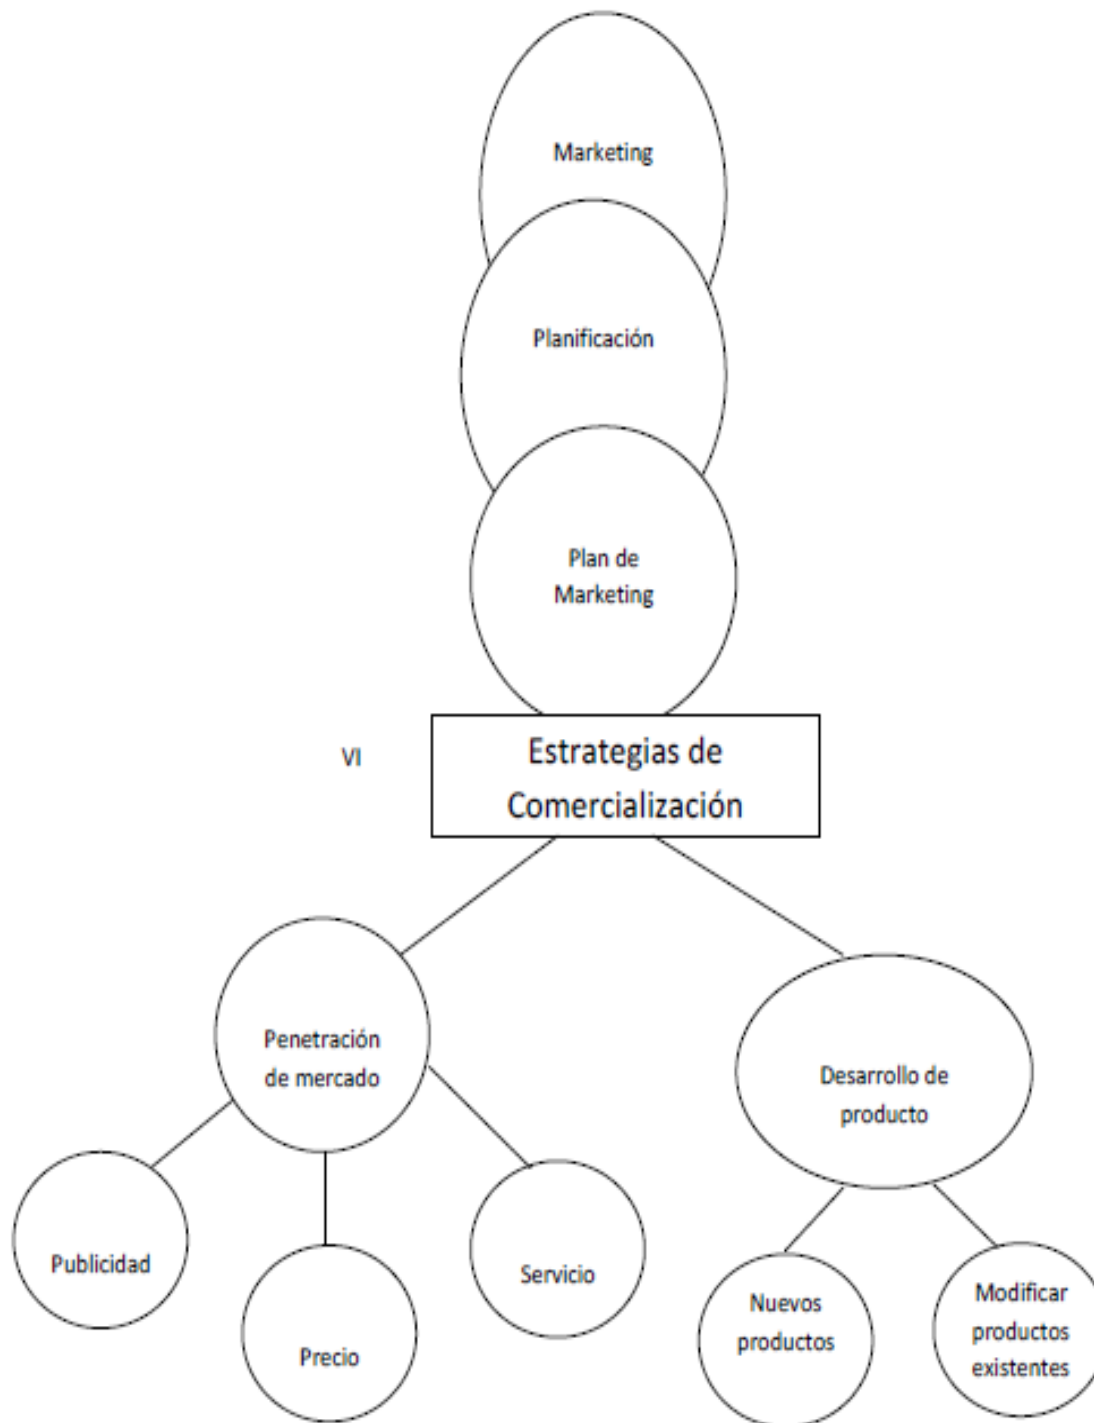 Marketing
Planificación
Plan de
Marketing
VI
Estrategias de
Comercialización
Penetración
de mercado
Desarrollo de
producto
Publicidad
Precio
Servicio
Nuevos
productos
Modificar
productos
existentes